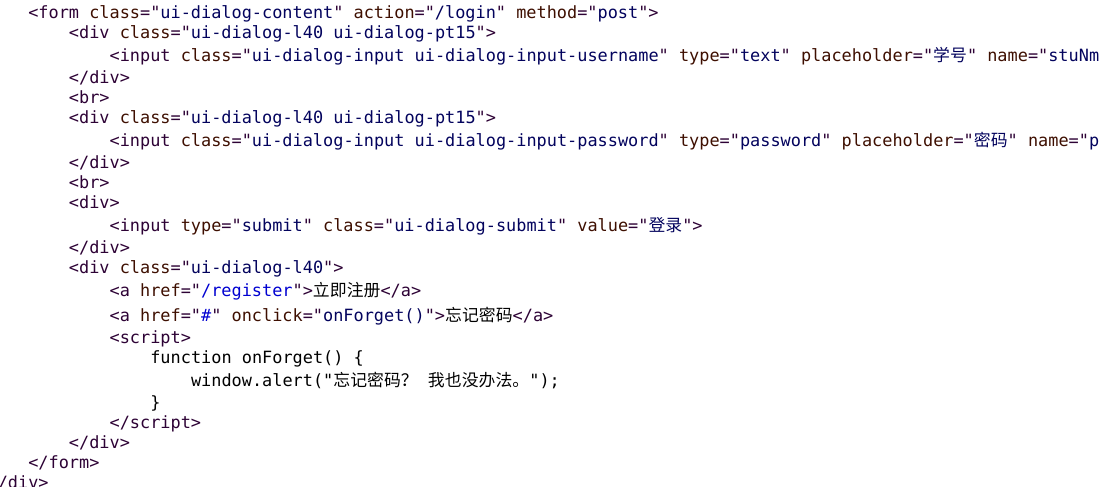 <form class="ui-dialog-content" action="/login" method="post">
<div class="ui-dialog-l40 ui-dialog-pt15">
<input class="ui-dialog-input ui-dialog-input-username" type="text" placeholder="学号" name="stuNm
</div>
<br>
<div class="ui-dialog-l40 ui-dialog-pt15">
<input class="ui-dialog-input ui-dialog-input-password" type="password" placeholder="密码" name="p
</div>
<br>
<div>
<input type="submit" class="ui-dialog-submit" value="登录">
</div>
<div class="ui-dialog-l40">
<a href="/register">立即注册</a>
<a href="#" onclick="onForget()">忘记密码</a>
<script>
function onForget() {
window.alert("忘记密码？ 我也没办法。");
}
</script>
</div>
</form>
/div>